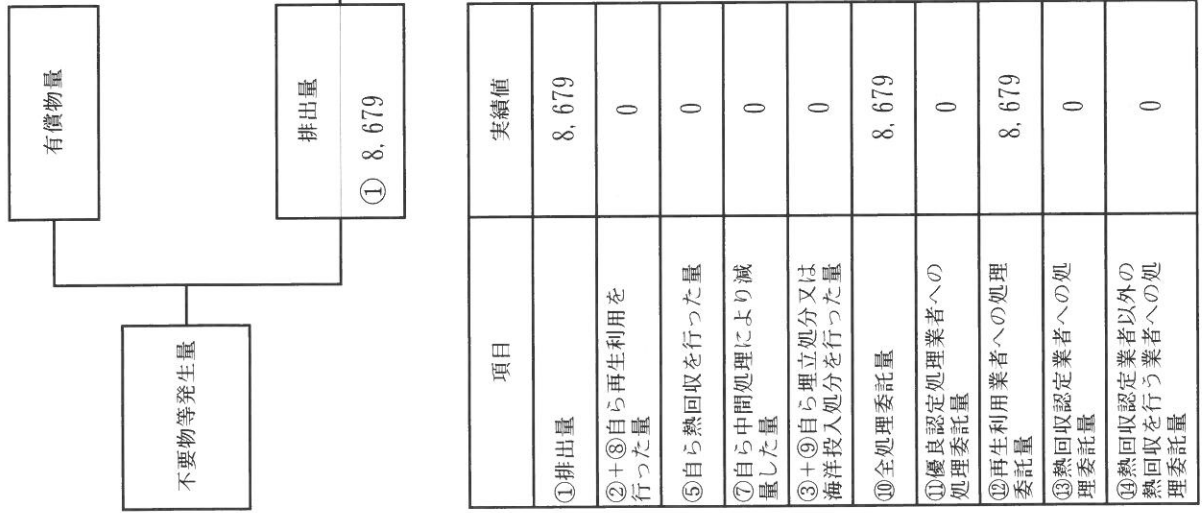 不要物等発生量
有償物量
排出量
① 8,679
項目
実績値
①排出量
8,679
②+⑧自ら再生利用を
行った量
0
⑤自ら熱回収を行った量
0
⑦自ら中間処理により減
量した量
0
③+⑨自ら埋立処分又は
海洋投入処分を行った量
0
⑩全処理委託量
8,679
⑪優良認定処理業者への
処理委託量
0
⑫再生利用業者への処理
委託量
8,679
⑬熱回収認定業者への処
理委託量
0
⑭熱回収認定業者以外の
熱回収を行う業者への処
理委託量
0